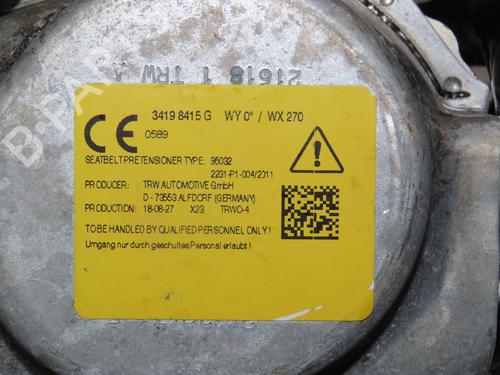 B-PARTS
21618 1 TRW
3419 8415 G WY 0° / WX 270
CE
0589
SEATBELT PRETENSIONER TYPE: 95032
2231-P1-004/2011
PRODUCER: TRW AUTOMOTIVE GmbH
D - 73553 ALFDORF (GERMANY)
PRODUCTION: 18-08-27 X23 TRWO-4
TO BE HANDLED BY QUALIFIED PERSONNEL ONLY!
Umgang nur durch geschultes Personal erlaubt!